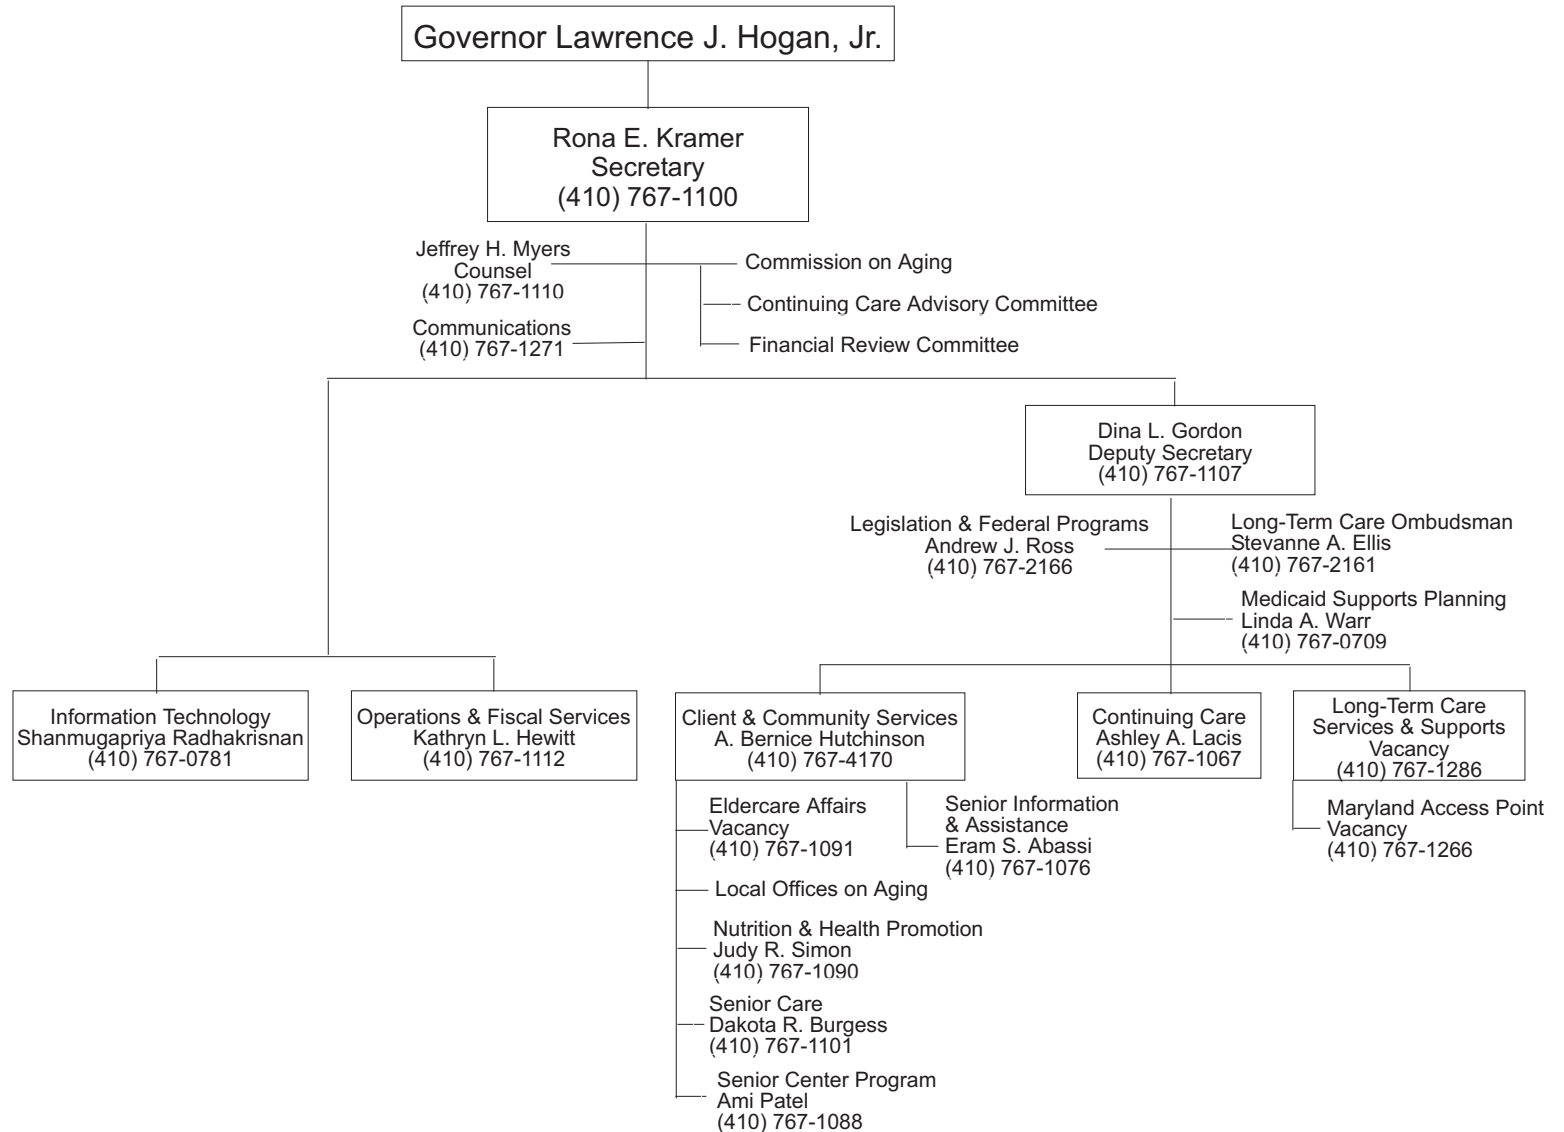 Governor Lawrence J. Hogan, Jr.
Rona E. Kramer
Secretary
(410) 767-1100
Jeffrey H. Myers
Counsel
(410) 767-1110
Communications
(410) 767-1271
Commission on Aging
Continuing Care Advisory Committee
Financial Review Committee
Dina L. Gordon
Deputy Secretary
(410) 767-1107
Legislation & Federal Programs
Andrew J. Ross
(410) 767-2166
Long-Term Care Ombudsman
Stevanne A. Ellis
(410) 767-2161
Medicaid Supports Planning
Linda A. Warr
(410) 767-0709
Information Technology
Shanmugapriya Radhakrisnan
(410) 767-0781
Operations & Fiscal Services
Kathryn L. Hewitt
(410) 767-1112
Client & Community Services
A. Bernice Hutchinson
(410) 767-4170
Continuing Care
Ashley A. Lacis
(410) 767-1067
Long-Term Care
Services & Supports
Vacancy
(410) 767-1286
Eldercare Affairs
Vacancy
(410) 767-1091
Local Offices on Aging
Nutrition & Health Promotion
Judy R. Simon
(410) 767-1090
Senior Care
Dakota R. Burgess
(410) 767-1101
Senior Center Program
Ami Patel
(410) 767-1088
Senior Information
& Assistance
Eram S. Abassi
(410) 767-1076
Maryland Access Point
Vacancy
(410) 767-1266